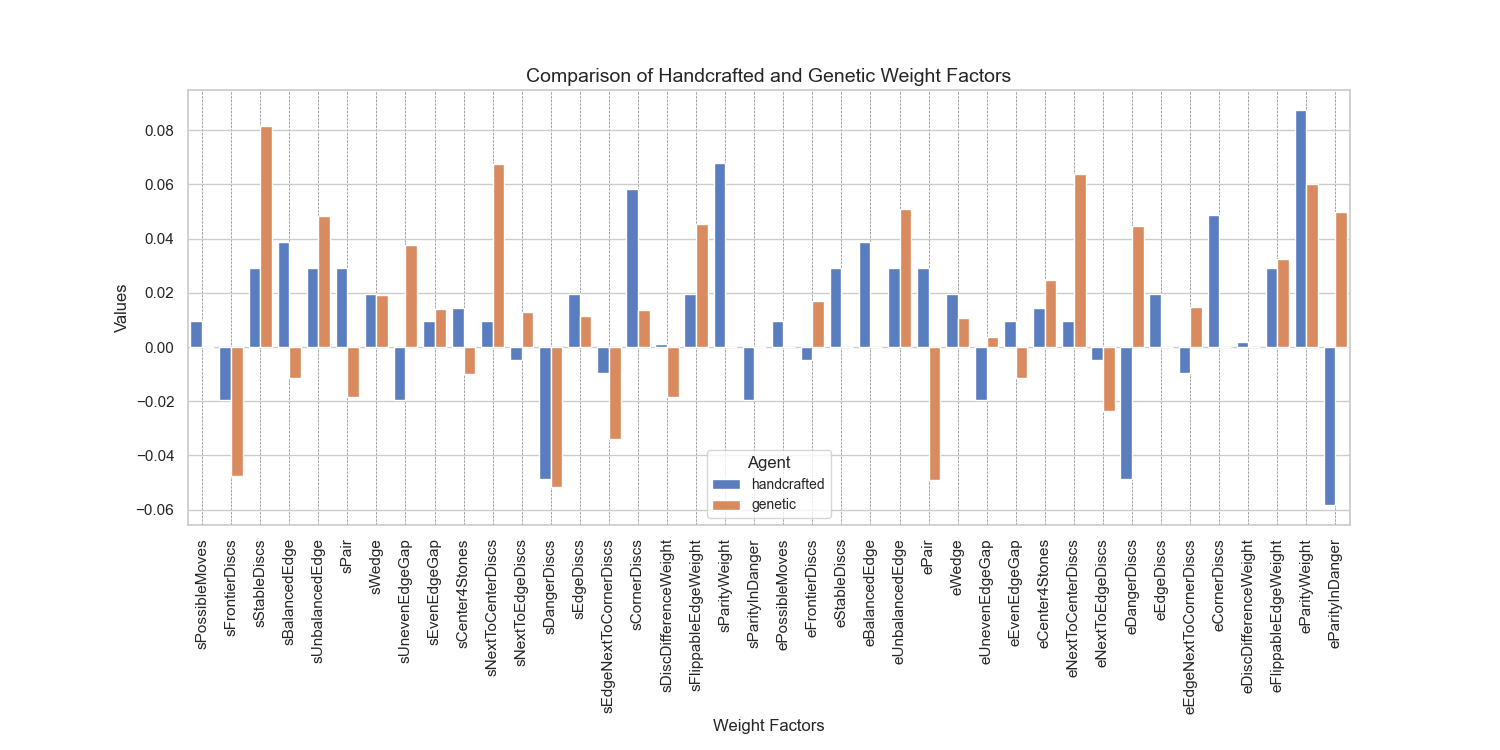 Comparison of Handcrafted and Genetic Weight Factors
Values
0.08
0.06
0.04
0.02
0.00
−0.02
−0.04
−0.06
Agent
handcrafted
genetic
sPossibleMoves
sFrontierDiscs
sStableDiscs
sBalancedEdge
sUnbalancedEdge
sPair
sWedge
sUnevenEdgeGap
sEvenEdgeGap
sCenter4Stones
sNextToCenterDiscs
sNextToEdgeDiscs
sDangerDiscs
sEdgeDiscs
sEdgeNextToCornerDiscs
sCornerDiscs
sDiscDifferenceWeight
sFlippableEdgeWeight
sParityWeight
sParityInDanger
ePossibleMoves
eFrontierDiscs
eStableDiscs
eBalancedEdge
eUnbalancedEdge
ePair
eWedge
eUnevenEdgeGap
eEvenEdgeGap
eCenter4Stones
eNextToCenterDiscs
eNextToEdgeDiscs
eDangerDiscs
eEdgeDiscs
eEdgeNextToCornerDiscs
eCornerDiscs
eDiscDifferenceWeight
eFlippableEdgeWeight
eParityWeight
eParityInDanger
Weight Factors